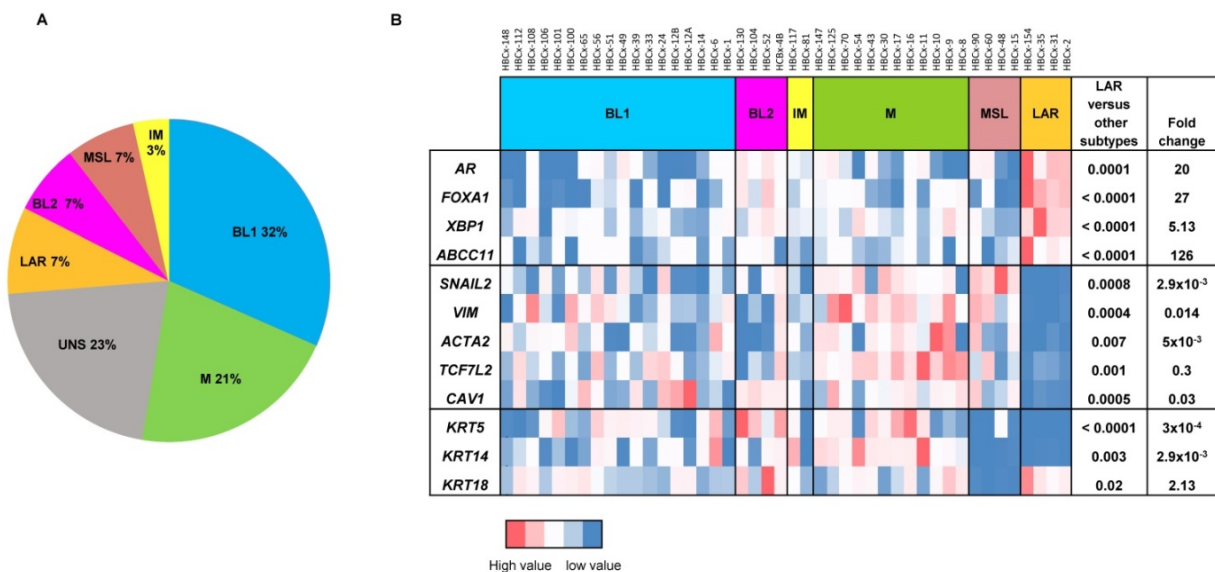 A
IM
3%
MSL 7%
BL2 7%
LAR 7%
UNS 23%
M 21%
BL1 32%
B
HBCx-148
HBCx-112
HBCx-108
HBCx-106
HBCx-101
HBCx-100
HBCx-65
HBCx-56
HBCx-51
HBCx-49
HBCx-39
HBCx-33
HBCx-24
HBCx-12B
HBCx-12A
HBCx-14
HBCx-6
HBCx-1
HBCx-130
HBCx-104
HBCx-52
HCBx-4B
HBCx-117
HBCx-81
HBCx-147
HBCx-125
HBCx-70
HBCx-54
HBCx-43
HBCx-30
HBCx-17
HBCx-16
HBCx-11
HBCx-10
HBCx-9
HBCx-8
HBCx-90
HBCx-60
HBCx-48
HBCx-15
HBCx-154
HBCx-35
HBCx-31
HBCx-2
BL1 BL2 IM M MSL LAR
LAR
versus
other
subtypes
Fold
change
AR 0.0001 20
FOXA1 < 0.0001 27
XBP1 < 0.0001 5.13
ABCC11 < 0.0001 126
SNAIL2 0.0008 2.9x10⁻³
VIM 0.0004 0.014
ACTA2 0.007 5x10⁻³
TCF7L2 0.001 0.3
CAV1 0.0005 0.03
KRT5 < 0.0001 3x10⁻⁴
KRT14 0.003 2.9x10⁻³
KRT18 0.02 2.13
High value low value